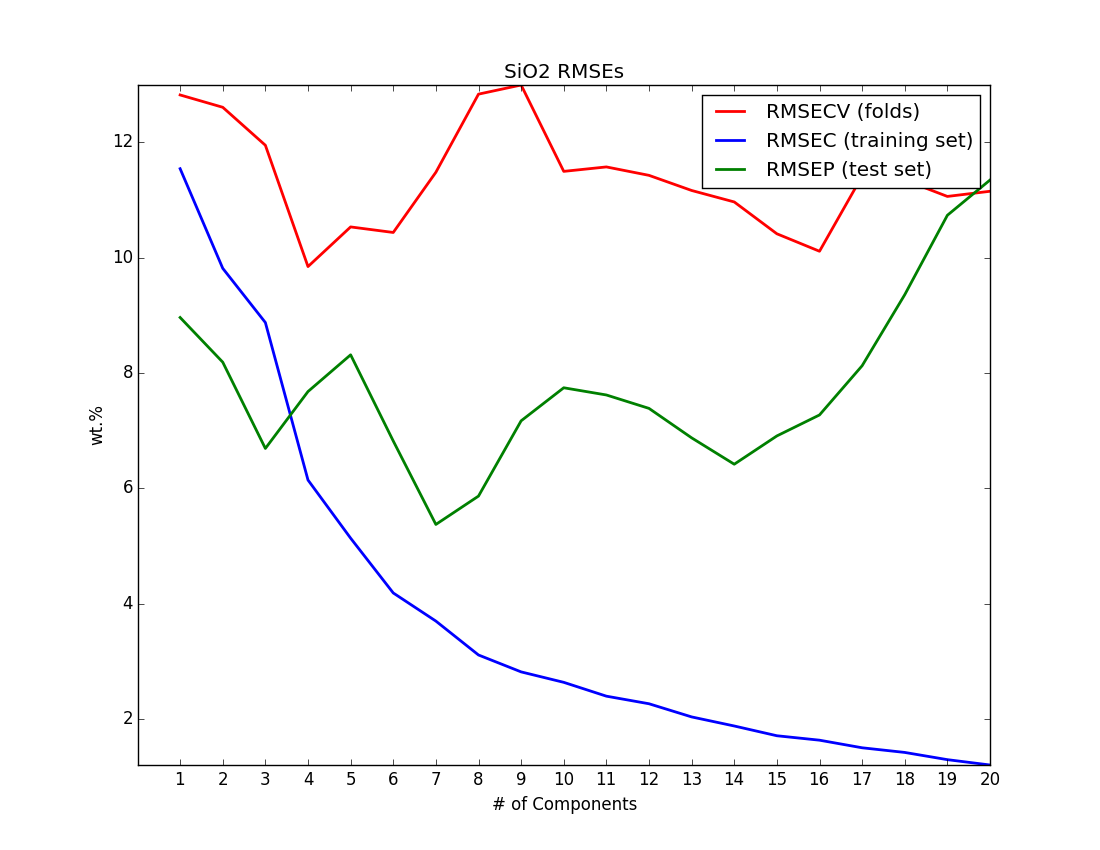 SiO2 RMSEs
RMSECV (folds)
RMSEC (training set)
RMSEP (test set)
12
10
8
6
4
2
wt.%
1 2 3 4 5 6 7 8 9 10 11 12 13 14 15 16 17 18 19 20
# of Components